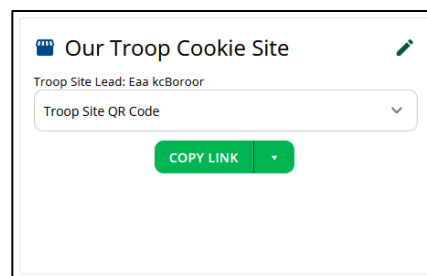 Our Troop Cookie Site
Troop Site Lead: Eaa kcBoroor
Troop Site QR Code
COPY LINK